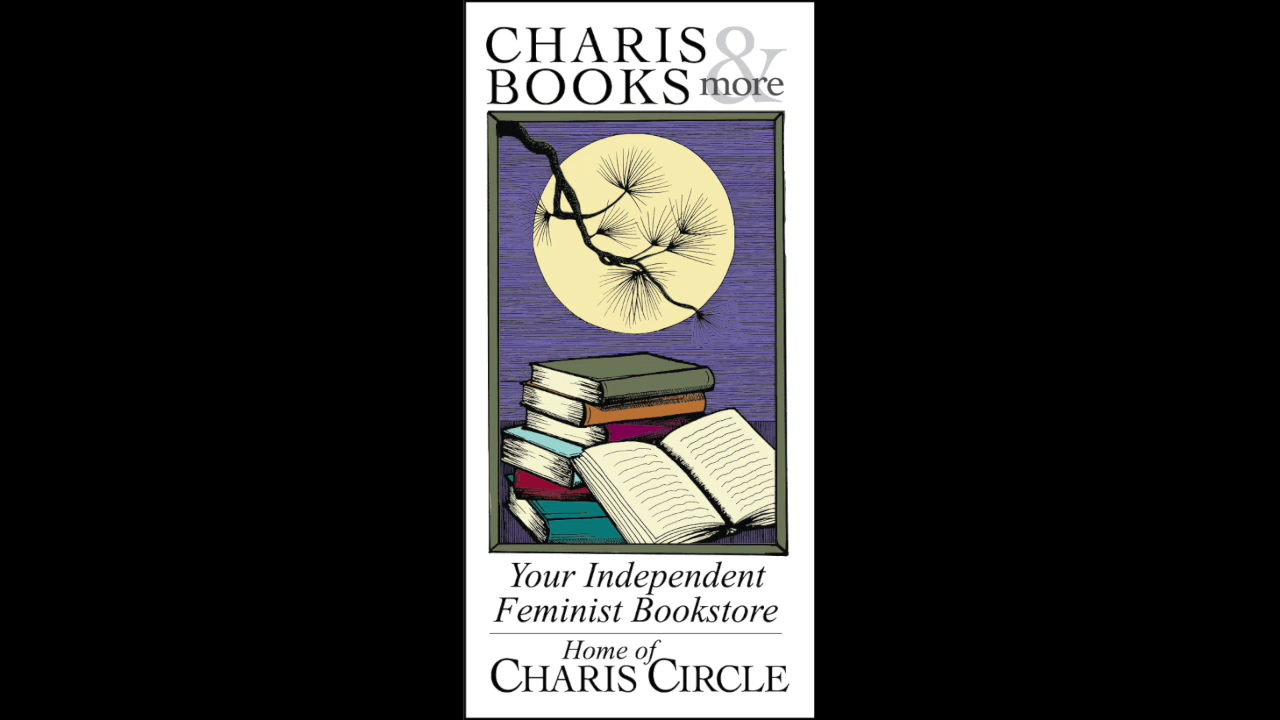 CHARIS &
BOOKS more
Your Independent
Feminist Bookstore
Home of
CHARIS CIRCLE